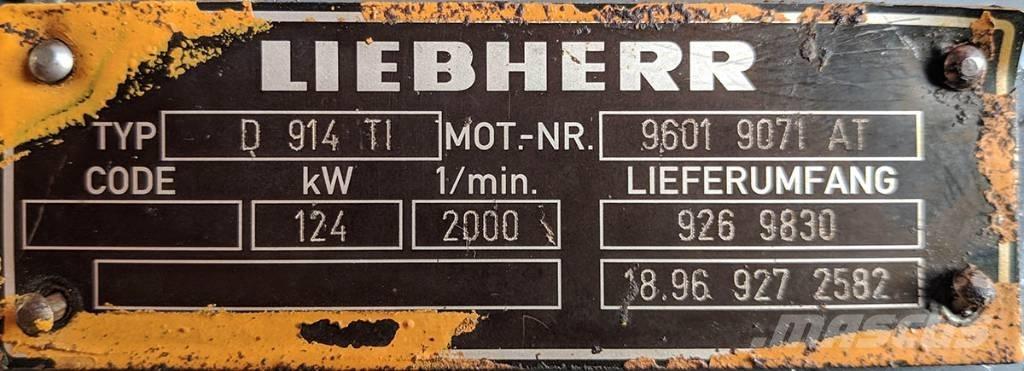 LIEBHERR
TYP D 914 TI MOT.-NR. 9601 9071 AT
CODE kW 1/min. LIEFERUMFANG
124 2000 926 9830
18.96 927 2582
MASCUS